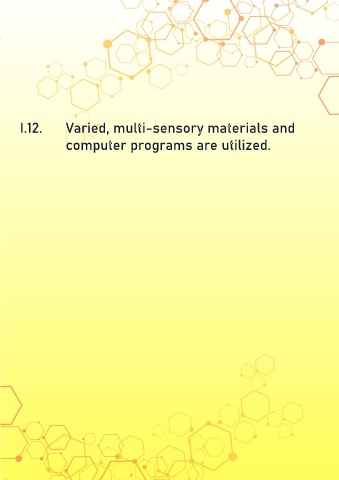 I.12. Varied, multi-sensory materials and
computer programs are utilized.